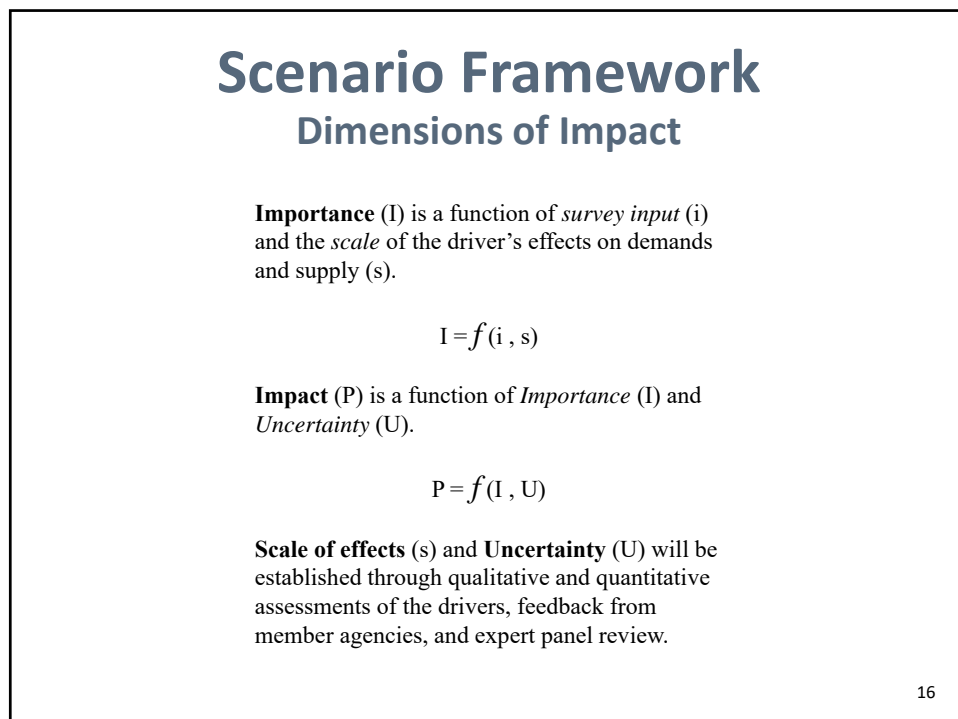 Scenario Framework
Dimensions of Impact
Importance (I) is a function of survey input (i)
and the scale of the driver’s effects on demands
and supply (s).
I = f (i , s)
Impact (P) is a function of Importance (I) and
Uncertainty (U).
P = f (I , U)
Scale of effects (s) and Uncertainty (U) will be
established through qualitative and quantitative
assessments of the drivers, feedback from
member agencies, and expert panel review.
16